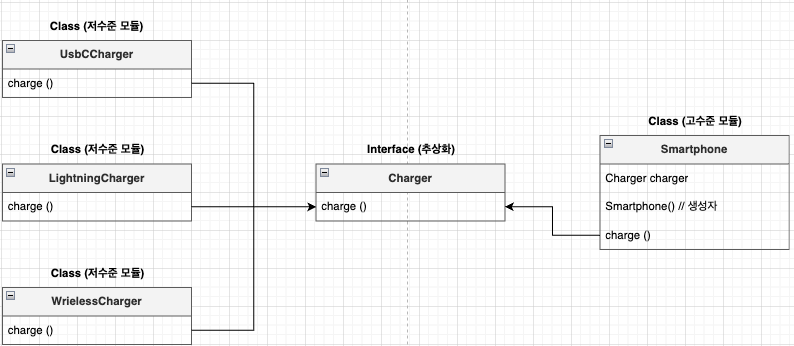 Class (저수준 모듈)
UsbCCharger
charge ()
Class (저수준 모듈)
LightningCharger
charge ()
Class (저수준 모듈)
WrielessCharger
charge ()
Interface (추상화)
Charger
charge ()
Class (고수준 모듈)
Smartphone
Charger charger
Smartphone() // 생성자
charge ()